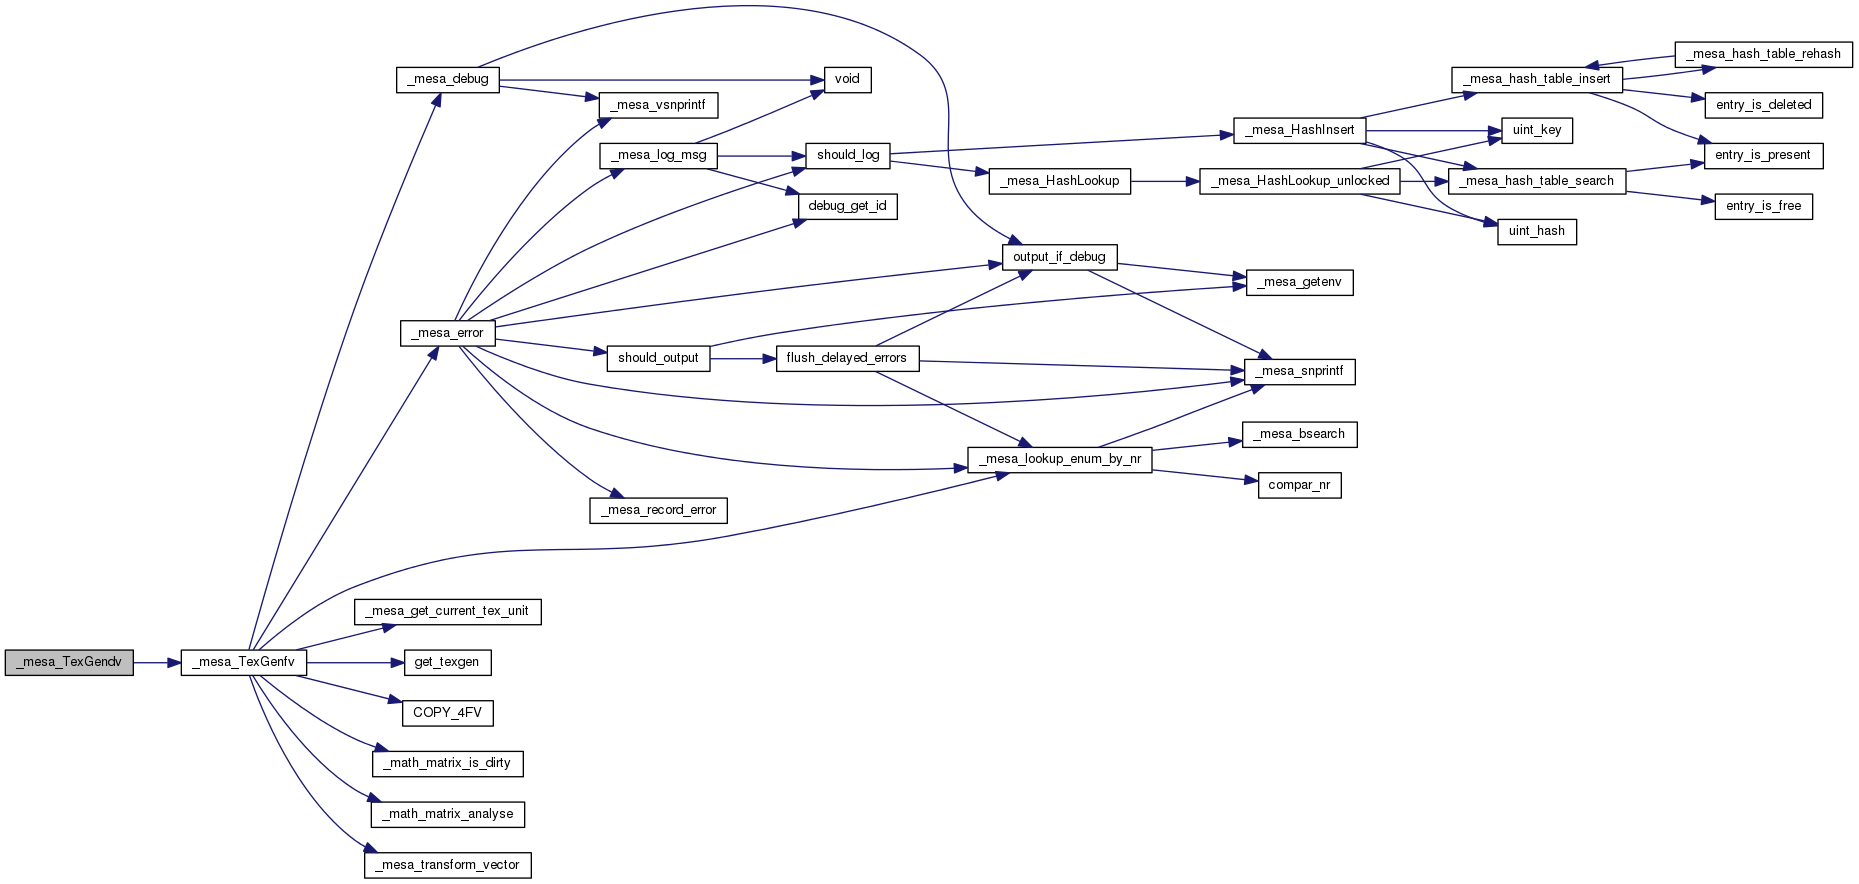 _mesa_hash_table_rehash
_mesa_debug
void
_mesa_hash_table_insert
_mesa_vsnprintf
entry_is_deleted
_mesa_HashInsert
uint_key
_mesa_log_msg
should_log
entry_is_present
_mesa_HashLookup
_mesa_HashLookup_unlocked
_mesa_hash_table_search
debug_get_id
entry_is_free
uint_hash
output_if_debug
_mesa_getenv
_mesa_error
should_output
flush_delayed_errors
_mesa_snprintf
_mesa_bsearch
_mesa_lookup_enum_by_nr
compar_nr
_mesa_record_error
_mesa_get_current_tex_unit
_mesa_TexGendv
_mesa_TexGenfv
get_texgen
COPY_4FV
_math_matrix_is_dirty
_math_matrix_analyse
_mesa_transform_vector